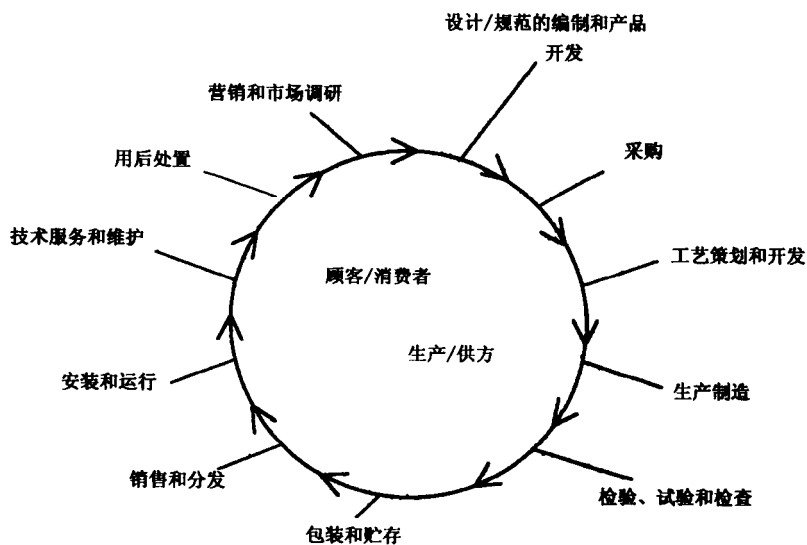 设计/规范的编制和产品
开发
营销和市场调研
采购
用后处置
技术服务和维护
工艺策划和开发
顾客/消费者
生产/供方
安装和运行
生产制造
销售和分发
检验、试验和检查
包装和贮存